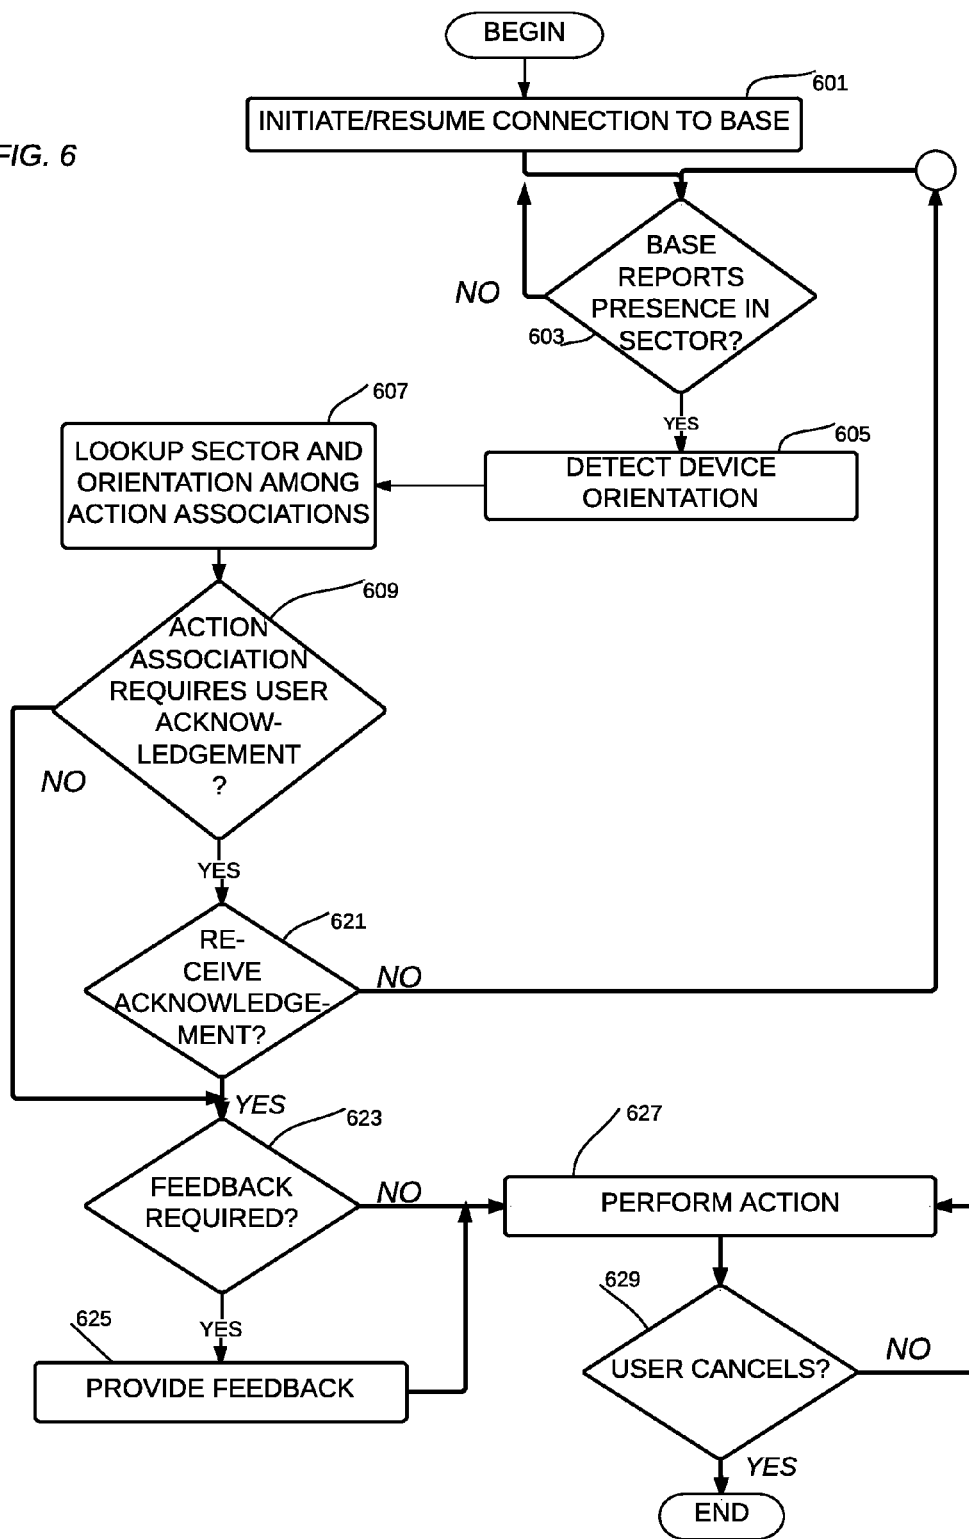 BEGIN
601
INITIATE/RESUME CONNECTION TO BASE
FIG. 6
BASE
REPORTS
PRESENCE IN
SECTOR?
NO
603
YES
607
605
LOOKUP SECTOR AND
ORIENTATION AMONG
ACTION ASSOCIATIONS
DETECT DEVICE
ORIENTATION
609
ACTION
ASSOCIATION
REQUIRES USER
ACKNOW-
LEDGEMENT
?
NO
YES
621
RE-
CEIVE
ACKNOWLEDGE-
MENT?
NO
YES
623
FEEDBACK
REQUIRED?
NO
627
PERFORM ACTION
YES
625
PROVIDE FEEDBACK
629
USER CANCELS?
NO
YES
END